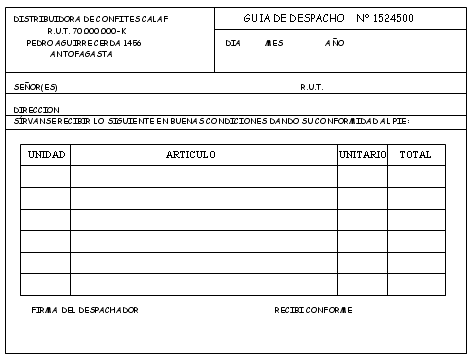 DISTRIBUIDORA DE CONFITES CALAF
R.U.T. 70 000 000-K
PEDRO AGUIRRE CERDA 1456
ANTOFAGASTA
GUIA DE DESPACHO Nº 1524500
DIA MES AÑO
SEÑOR(ES) R.U.T.
DIRECCION
SIRVANSE RECIBIR LO SIGUIENTE EN BUENAS CONDICIONES DANDO SU CONFORMIDAD AL PIE:
UNIDAD ARTICULO UNITARIO TOTAL
FIRMA DEL DESPACHADOR RECIBI CONFORME